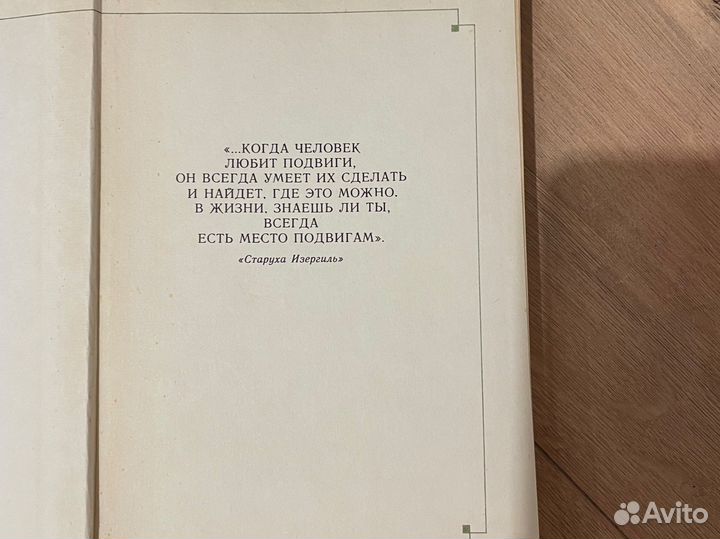 «...КОГДА ЧЕЛОВЕК
ЛЮБИТ ПОДВИГИ,
ОН ВСЕГДА УМЕЕТ ИХ СДЕЛАТЬ
И НАЙДЕТ, ГДЕ ЭТО МОЖНО.
В ЖИЗНИ, ЗНАЕШЬ ЛИ ТЫ,
ВСЕГДА
ЕСТЬ МЕСТО ПОДВИГАМ».
«Старуха Изергиль»
Avito